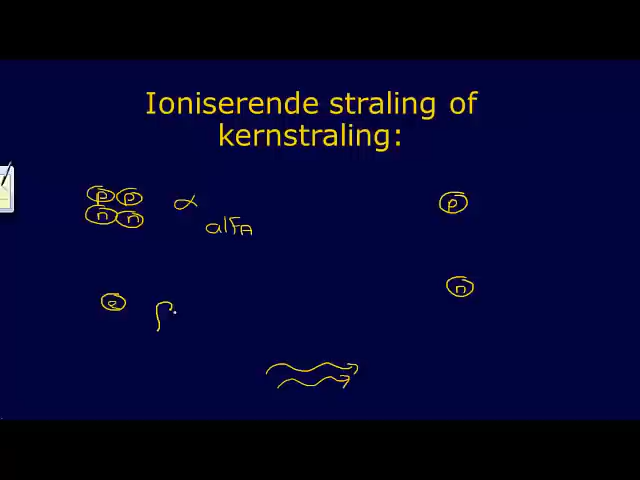 Ioniserende straling of
kernstraling:
p p α p
n n
alFA
e n